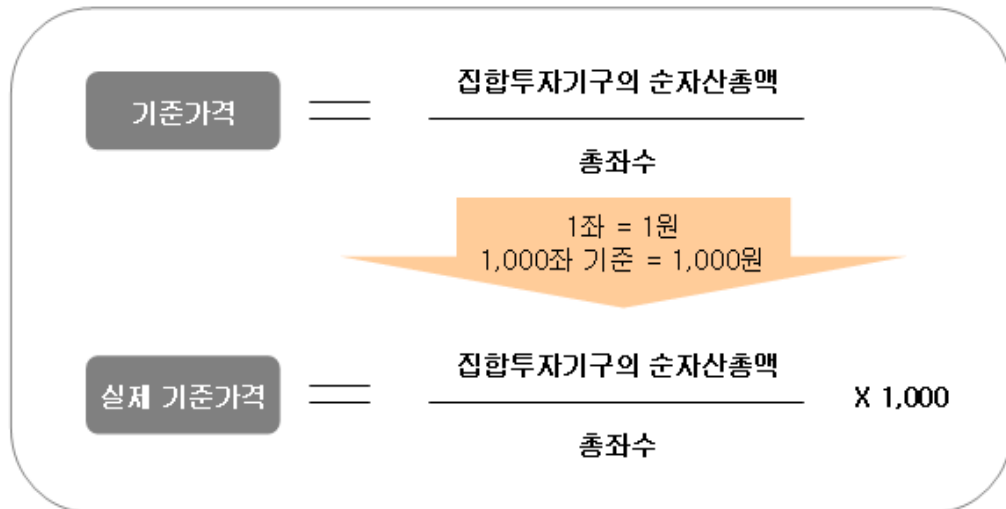 집합투자기구의 순자산총액
기준가격
총좌수
1좌 = 1원
1,000좌 기준 = 1,000원
집합투자기구의 순자산총액
실제 기준가격
X 1,000
총좌수